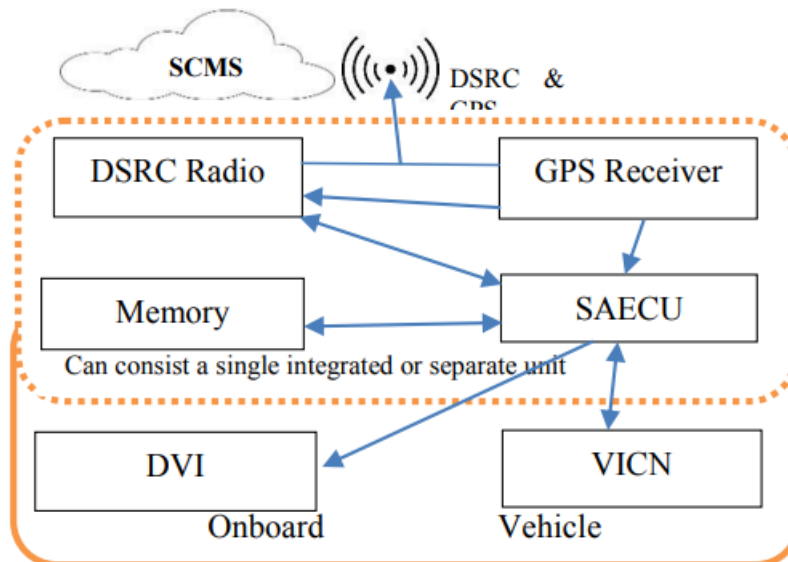 SCMS
DSRC &
DSRC Radio
GPS Receiver
Memory
SAECU
Can consist a single integrated or separate unit
DVI
VICN
Onboard Vehicle